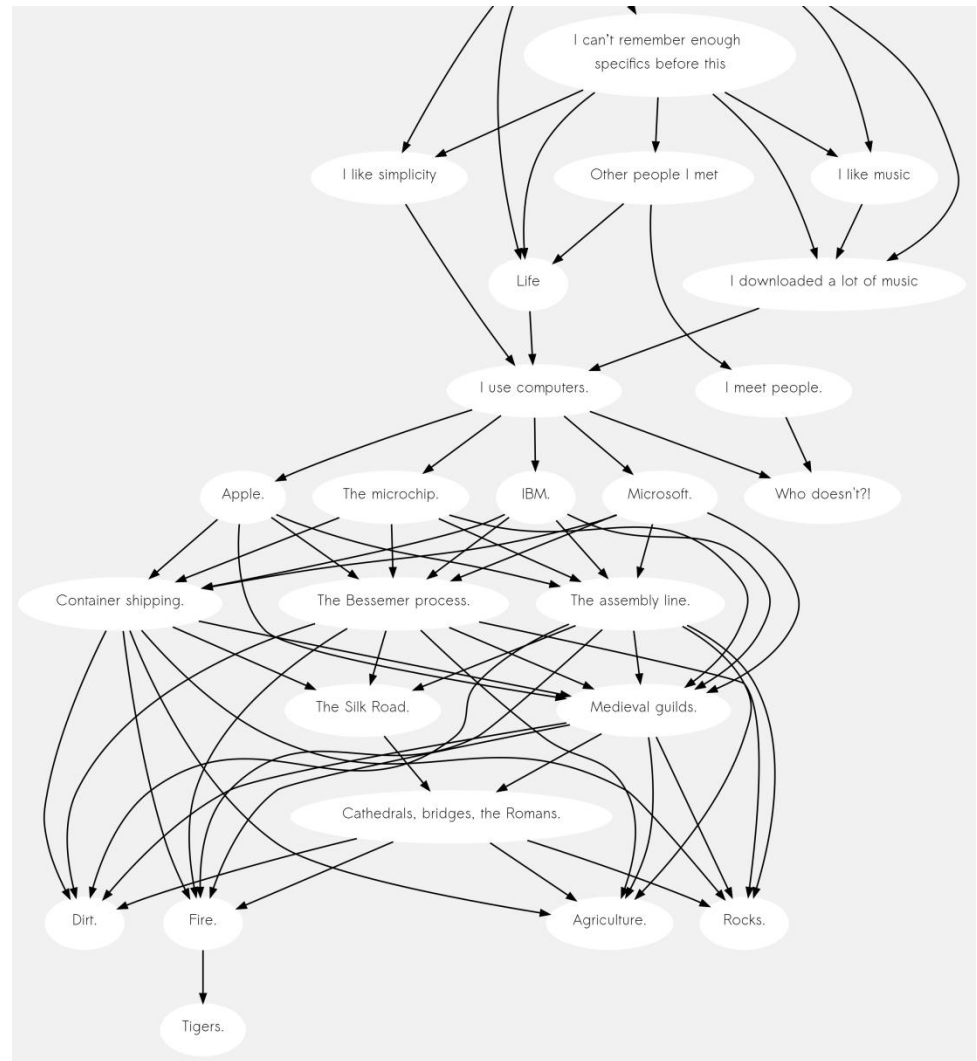 I can't remember enough
specifics before this
I like simplicity
Other people I met
I like music
Life
I downloaded a lot of music
I use computers.
I meet people.
Apple.
The microchip.
IBM.
Microsoft.
Who doesn't?!
Container shipping.
The Bessemer process.
The assembly line.
The Silk Road.
Medieval guilds.
Cathedrals, bridges, the Romans.
Dirt.
Fire.
Agriculture.
Rocks.
Tigers.